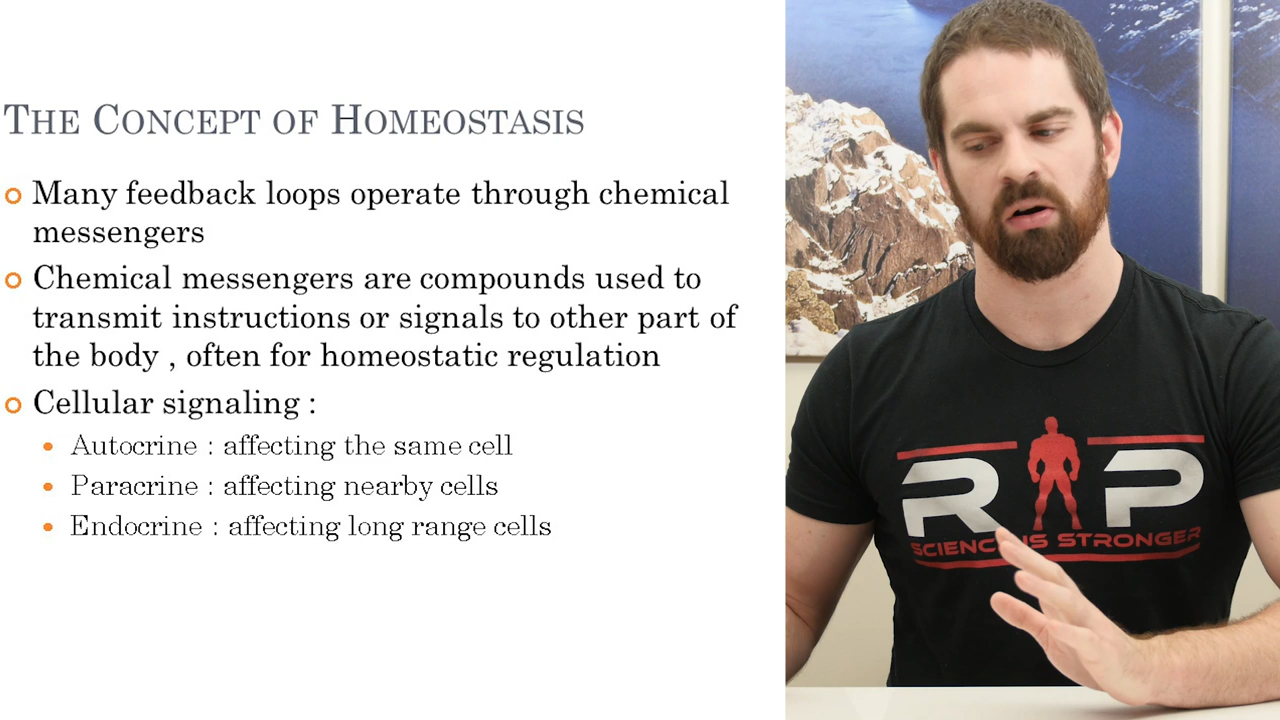 THE CONCEPT OF HOMEOSTASIS
Many feedback loops operate through chemical
messengers
Chemical messengers are compounds used to
transmit instructions or signals to other part of
the body , often for homeostatic regulation
Cellular signaling :
Autocrine : affecting the same cell
Paracrine : affecting nearby cells
Endocrine : affecting long range cells
R P
SCIENCE IS STRONGER